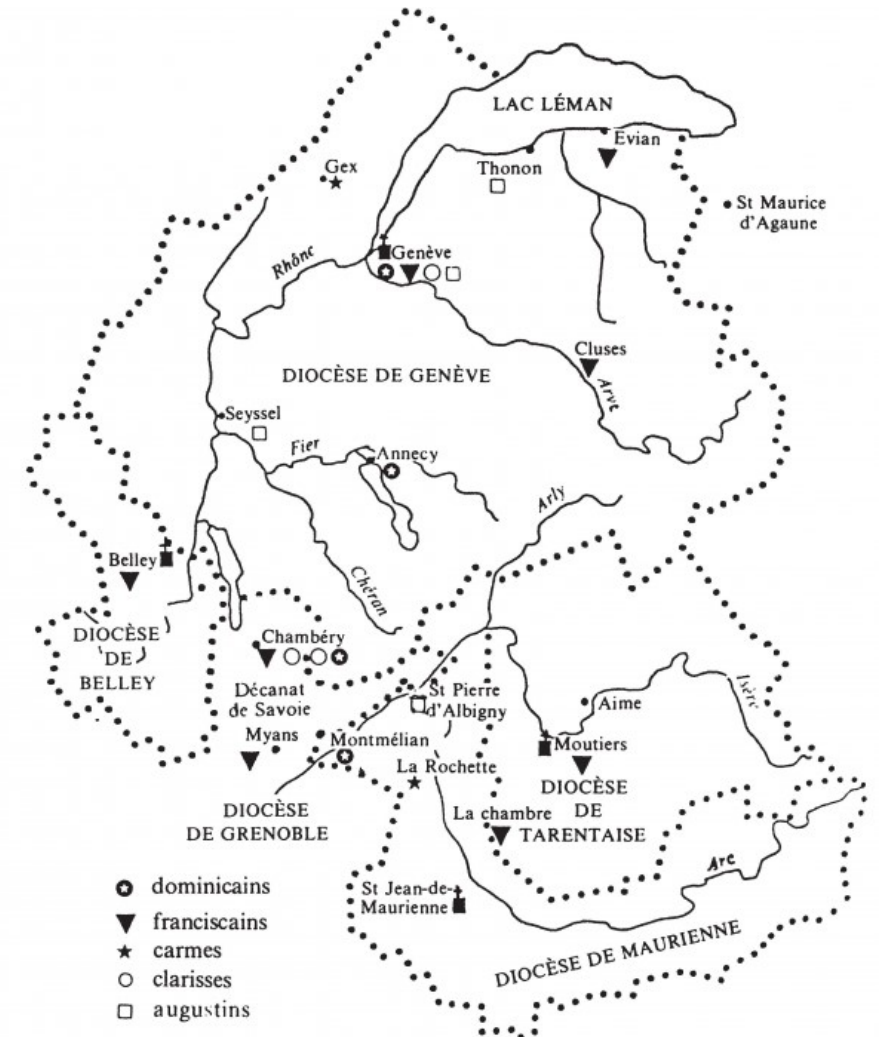 LAC LÉMAN
Evian
Thonon
Gex
St Maurice
d'Agaune
Genève
Rhône
Cluses
DIOCÈSE DE GENÈVE
Arve
Seyssel
Fier
Annecy
Arly
Belley
Chéran
DIOCÈSE
DE
BELLEY
Chambéry
Décanat
de Savoie
Myans
St Pierre
d'Albigny
Aime
Isère
Montmélian
Moutiers
La Rochette
DIOCÈSE
DE
TARENTAISE
DIOCÈSE
DE GRENOBLE
La chambre
Arc
St Jean-de-
Maurienne
DIOCÈSE DE MAURIENNE
dominicains
franciscains
carmes
clarisses
augustins